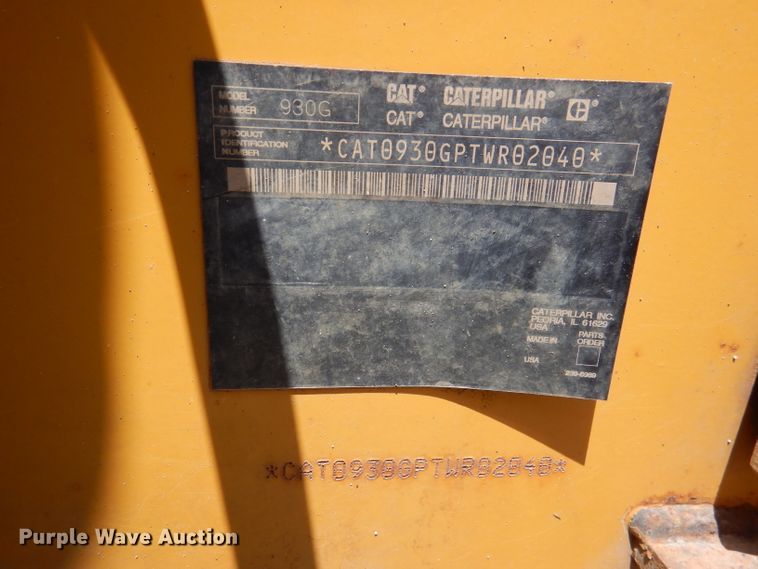 MODEL NUMBER 930G
CAT® CATERPILLAR® C®
CAT® CATERPILLAR®
PRODUCT IDENTIFICATION NUMBER *CAT0930GPTWR02040*
CATERPILLAR INC.
PEORIA, IL 61629
USA
MADE IN
USA
PARTS ORDER
*CAT0930GPTWR02040*
Purple Wave Auction